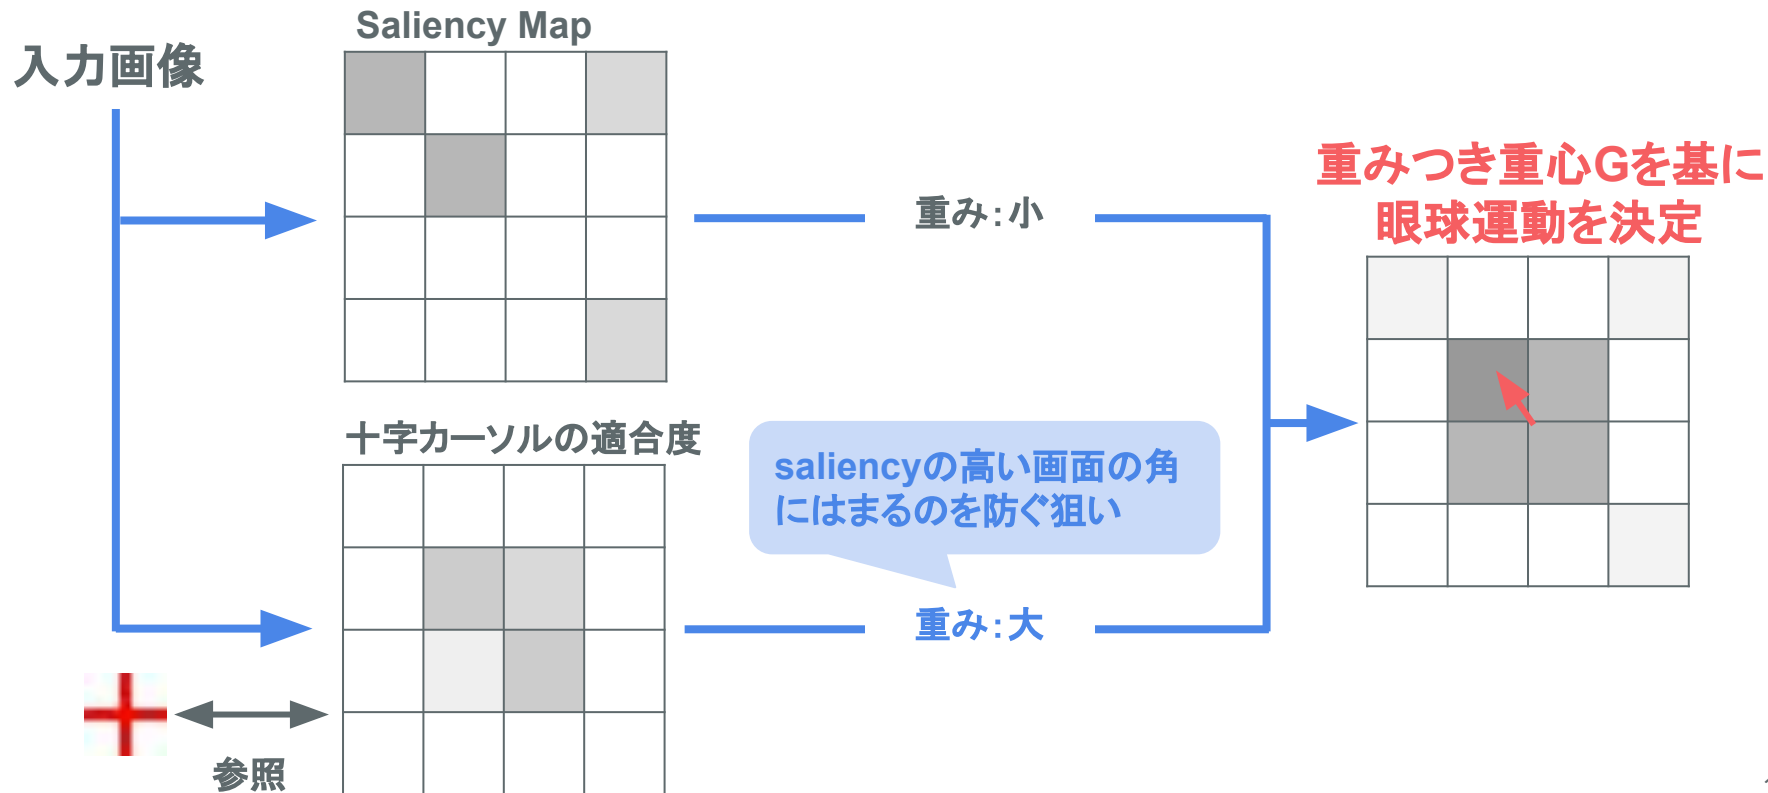 Saliency Map
入力画像
重み：小
重みつき重心Gを基に
眼球運動を決定
十字カーソルの適合度
saliencyの高い画面の角
にはまるのを防ぐ狙い
重み：大
参照